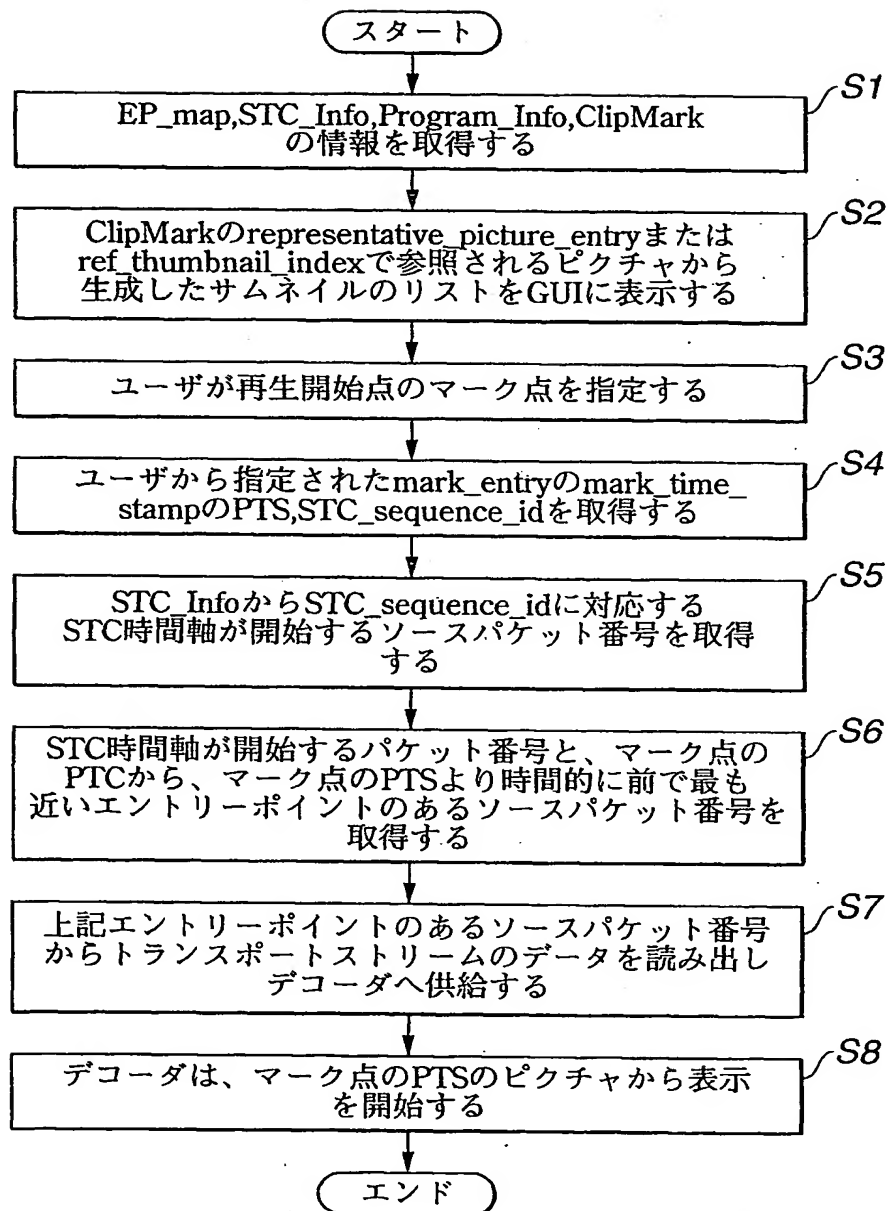 スタート
S1
EP_map,STC_Info,Program_Info,ClipMark
の情報を取得する
S2
ClipMarkのrepresentative_picture_entryまたは
ref_thumbnail_indexで参照されるピクチャから
生成したサムネイルのリストをGUIに表示する
S3
ユーザが再生開始点のマーク点を指定する
S4
ユーザから指定されたmark_entryのmark_time_
stampのPTS,STC_sequence_idを取得する
S5
STC_InfoからSTC_sequence_idに対応する
STC時間軸が開始するソースパケット番号を取得
する
S6
STC時間軸が開始するパケット番号と、マーク点の
PTCから、マーク点のPTSより時間的に前で最も
近いエントリーポイントのあるソースパケット番号を
取得する
S7
上記エントリーポイントのあるソースパケット番号
からトランスポートストリームのデータを読み出し
デコーダへ供給する
S8
デコーダは、マーク点のPTSのピクチャから表示
を開始する
エンド